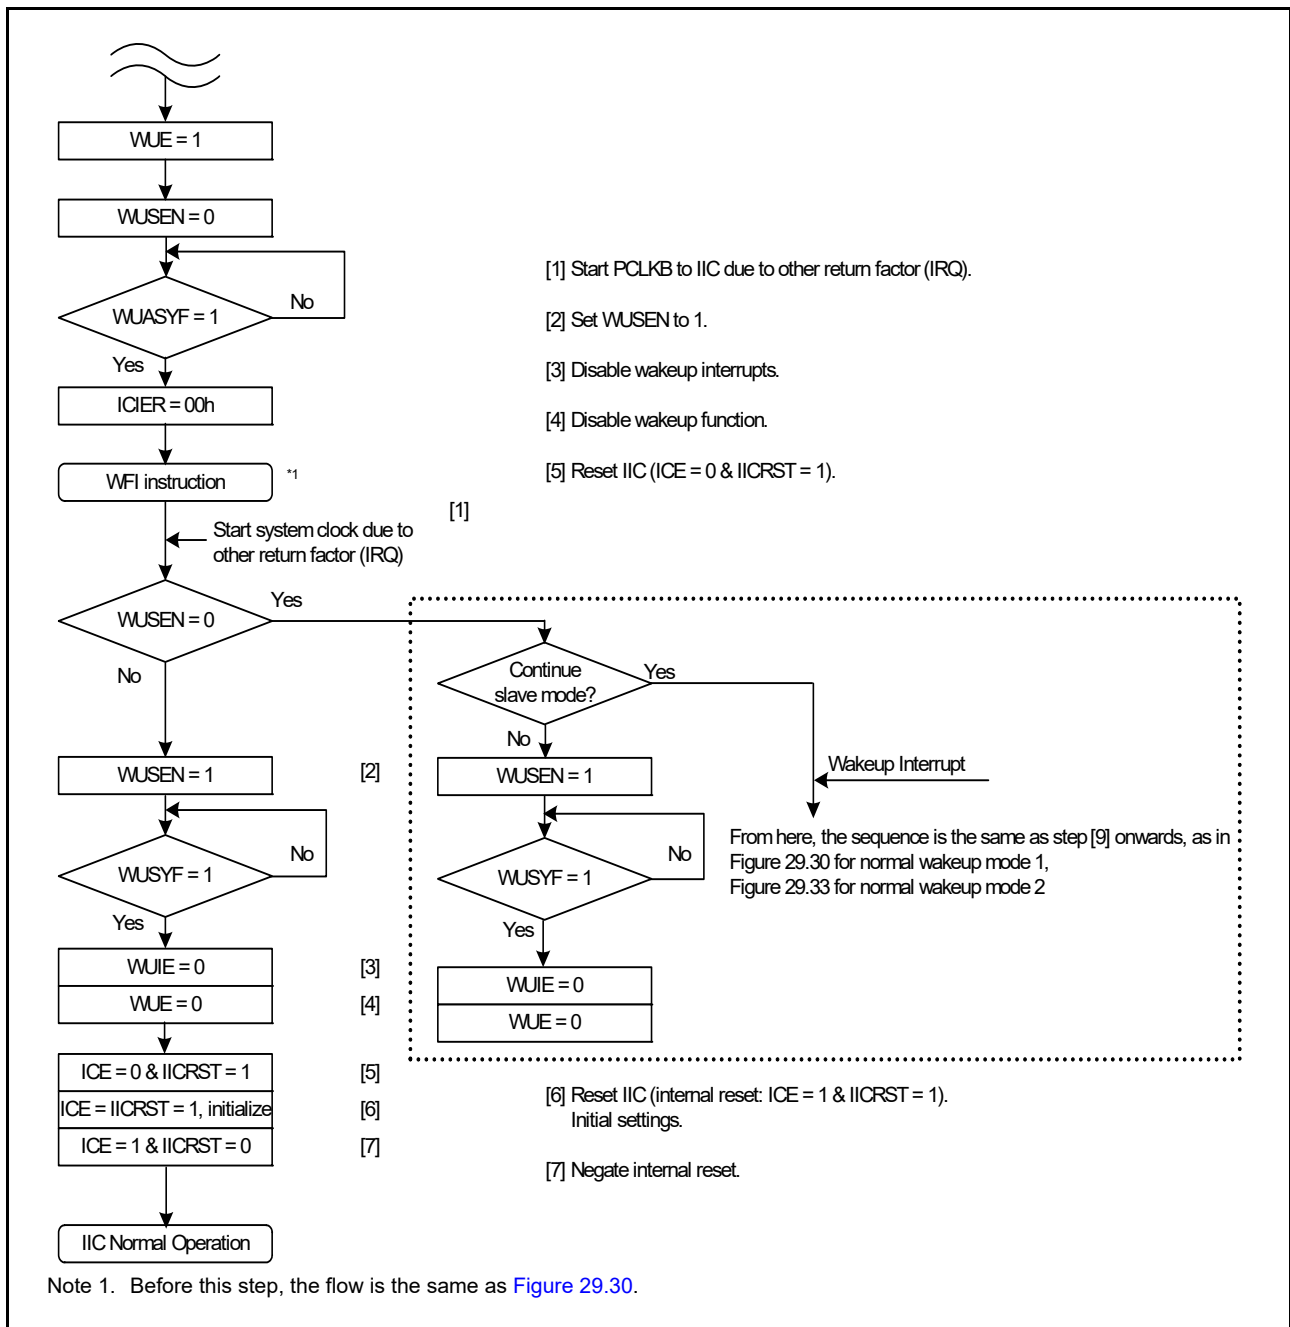 WUE = 1
WUSEN = 0
WUASYF = 1
No
Yes
ICIER = 00h
WFI instruction
*1
[1]
Start system clock due to
other return factor (IRQ)
[1] Start PCLKB to IIC due to other return factor (IRQ).
[2] Set WUSEN to 1.
[3] Disable wakeup interrupts.
[4] Disable wakeup function.
[5] Reset IIC (ICE = 0 & IICRST = 1).
WUSEN = 0
Yes
No
Continue
slave mode?
Yes
No
WUSEN = 1
[2]
WUSEN = 1
Wakeup Interrupt
WUSYF = 1
No
Yes
WUSYF = 1
No
Yes
From here, the sequence is the same as step [9] onwards, as in
Figure 29.30 for normal wakeup mode 1,
Figure 29.33 for normal wakeup mode 2
WUIE = 0
[3]
WUE = 0
[4]
WUIE = 0
WUE = 0
ICE = 0 & IICRST = 1
[5]
ICE = IICRST = 1, initialize
[6]
ICE = 1 & IICRST = 0
[7]
[6] Reset IIC (internal reset: ICE = 1 & IICRST = 1).
Initial settings.
[7] Negate internal reset.
IIC Normal Operation
Note 1. Before this step, the flow is the same as Figure 29.30.